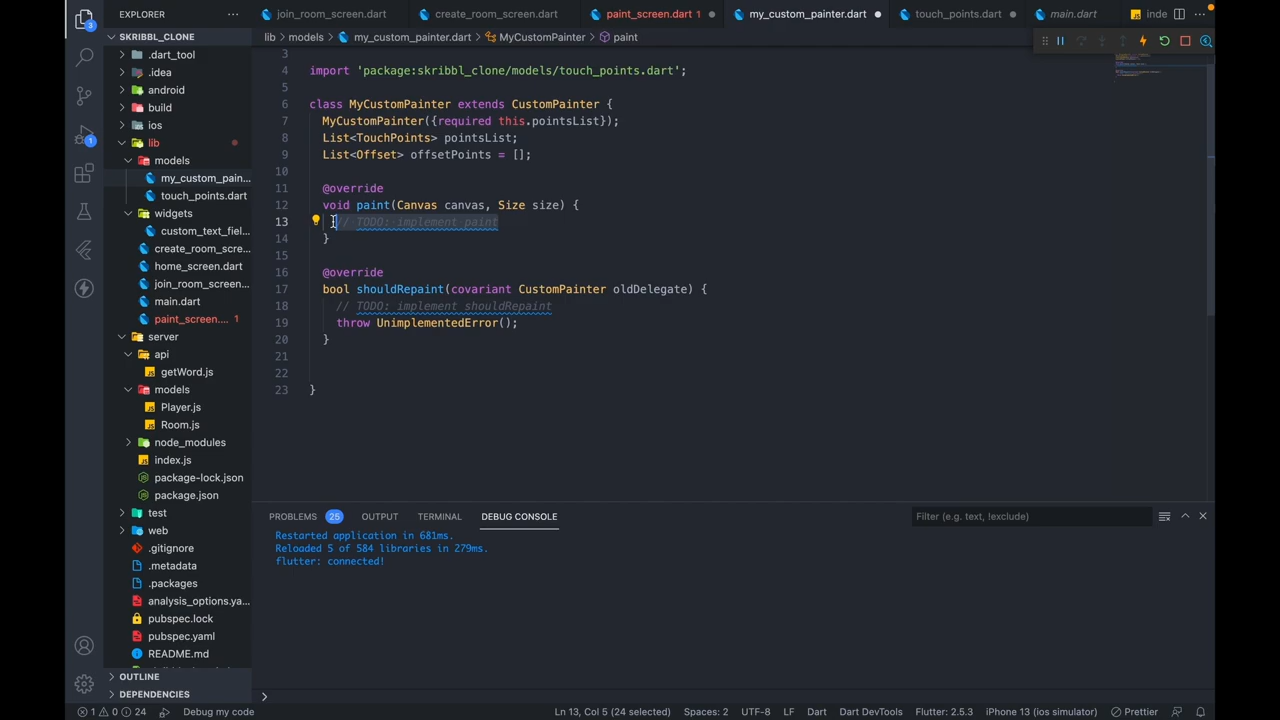 EXPLORER
SKRIBBL_CLONE
.dart_tool
.idea
android
build
ios
lib
models
my_custom_pain...
touch_points.dart
widgets
custom_text_fiel...
create_room_scre...
home_screen.dart
join_room_screen...
main.dart
paint_screen.... 1
server
api
getWord.js
models
Player.js
Room.js
node_modules
index.js
package-lock.json
package.json
test
web
.gitignore
.metadata
.packages
analysis_options.ya...
pubspec.lock
pubspec.yaml
README.md
OUTLINE
DEPENDENCIES
3
1
join_room_screen.dart create_room_screen.dart paint_screen.dart 1 my_custom_painter.dart touch_points.dart main.dart inde
lib > models > my_custom_painter.dart > MyCustomPainter > paint
3
4 import 'package:skribbl_clone/models/touch_points.dart';
5
6 class MyCustomPainter extends CustomPainter {
7 MyCustomPainter({required this.pointsList});
8 List<TouchPoints> pointsList;
9 List<Offset> offsetPoints = [];
10
11 @override
12 void paint(Canvas canvas, Size size) {
13 // TODO: implement paint
14 }
15
16 @override
17 bool shouldRepaint(covariant CustomPainter oldDelegate) {
18 // TODO: implement shouldRepaint
19 throw UnimplementedError();
20 }
21
22
23 }
PROBLEMS 25 OUTPUT TERMINAL DEBUG CONSOLE Filter (e.g. text, !exclude)
Restarted application in 681ms.
Reloaded 5 of 584 libraries in 279ms.
flutter: connected!
1 0 24 Debug my code Ln 13, Col 5 (24 selected) Spaces: 2 UTF-8 LF Dart Dart DevTools Flutter: 2.5.3 iPhone 13 (ios simulator) Prettier